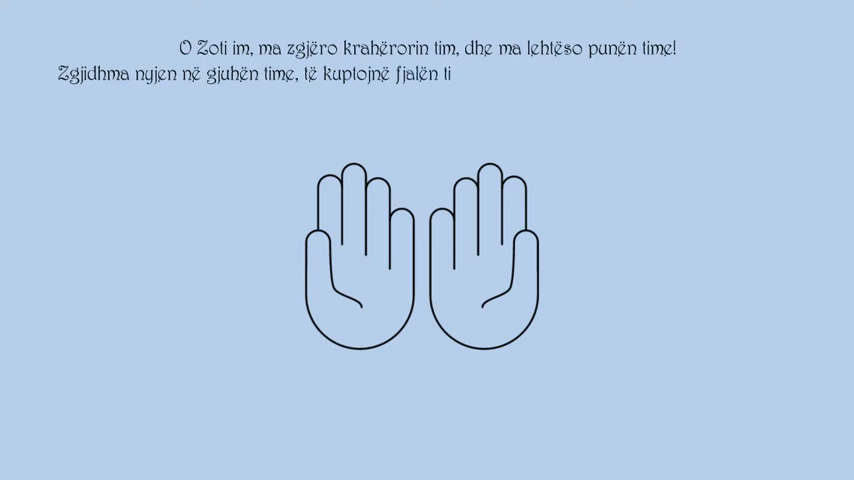 O Zoti im, ma zgjëro krahërorin tim, dhe ma lehtëso punën time!
Zgjidhma nyjen në gjuhën time, të kuptojnë fjalën ti